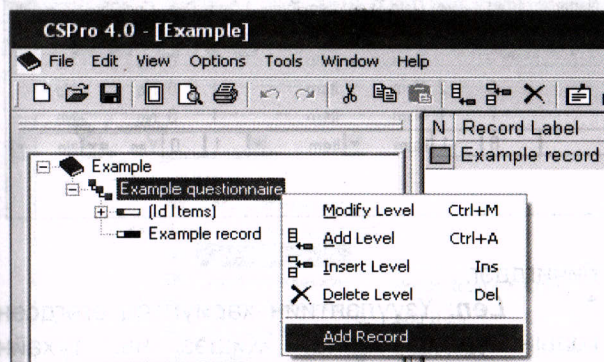 CSPro 4.0 - [Example]
File Edit View Options Tools Window Help
N Record Label
Example record
Example
Example questionnaire
(Id Items)
Example record
Modify Level Ctrl+M
Add Level Ctrl+A
Insert Level Ins
Delete Level Del
Add Record